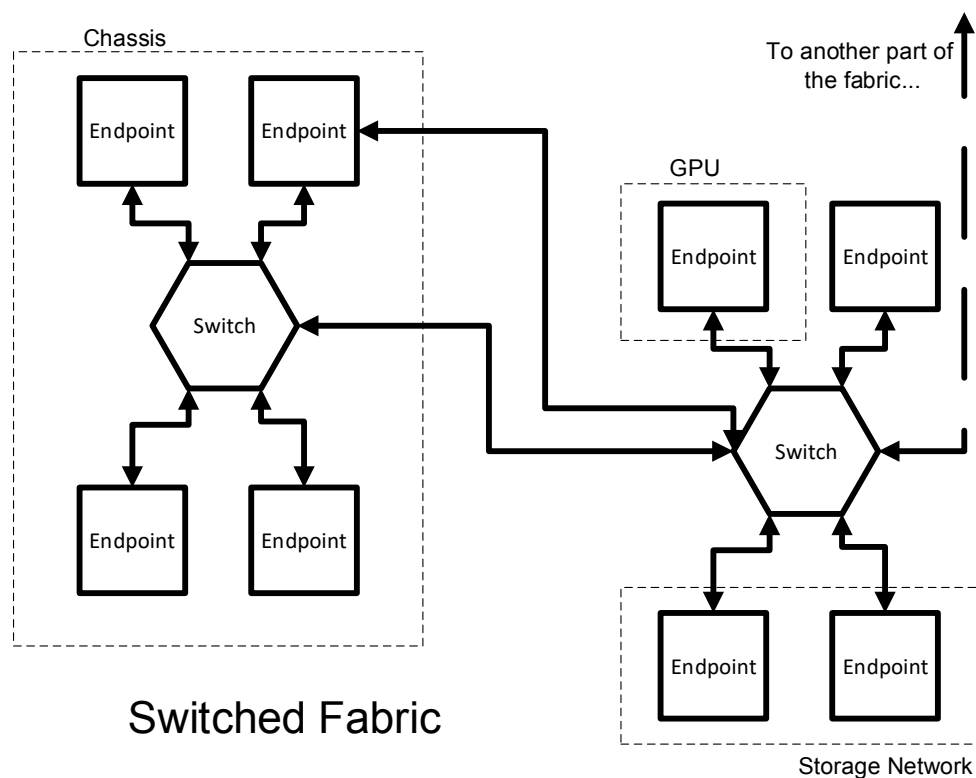 Chassis
To another part of
the fabric...
Endpoint
Endpoint
GPU
Endpoint
Endpoint
Switch
Switch
Endpoint
Endpoint
Endpoint
Endpoint
Switched Fabric
Storage Network